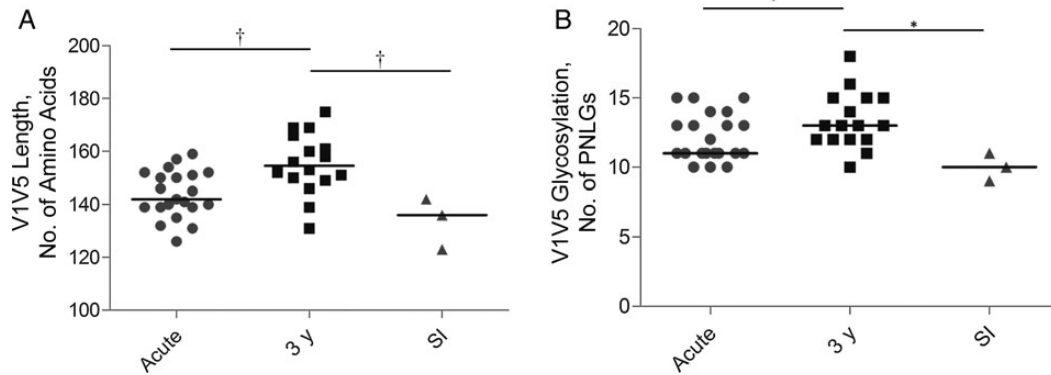 A
V1V5 Length,
No. of Amino Acids
200
180
160
140
120
100
†
†
Acute
3 y
SI
B
V1V5 Glycosylation,
No. of PNLGs
20
15
10
5
0
*
Acute
3 y
SI